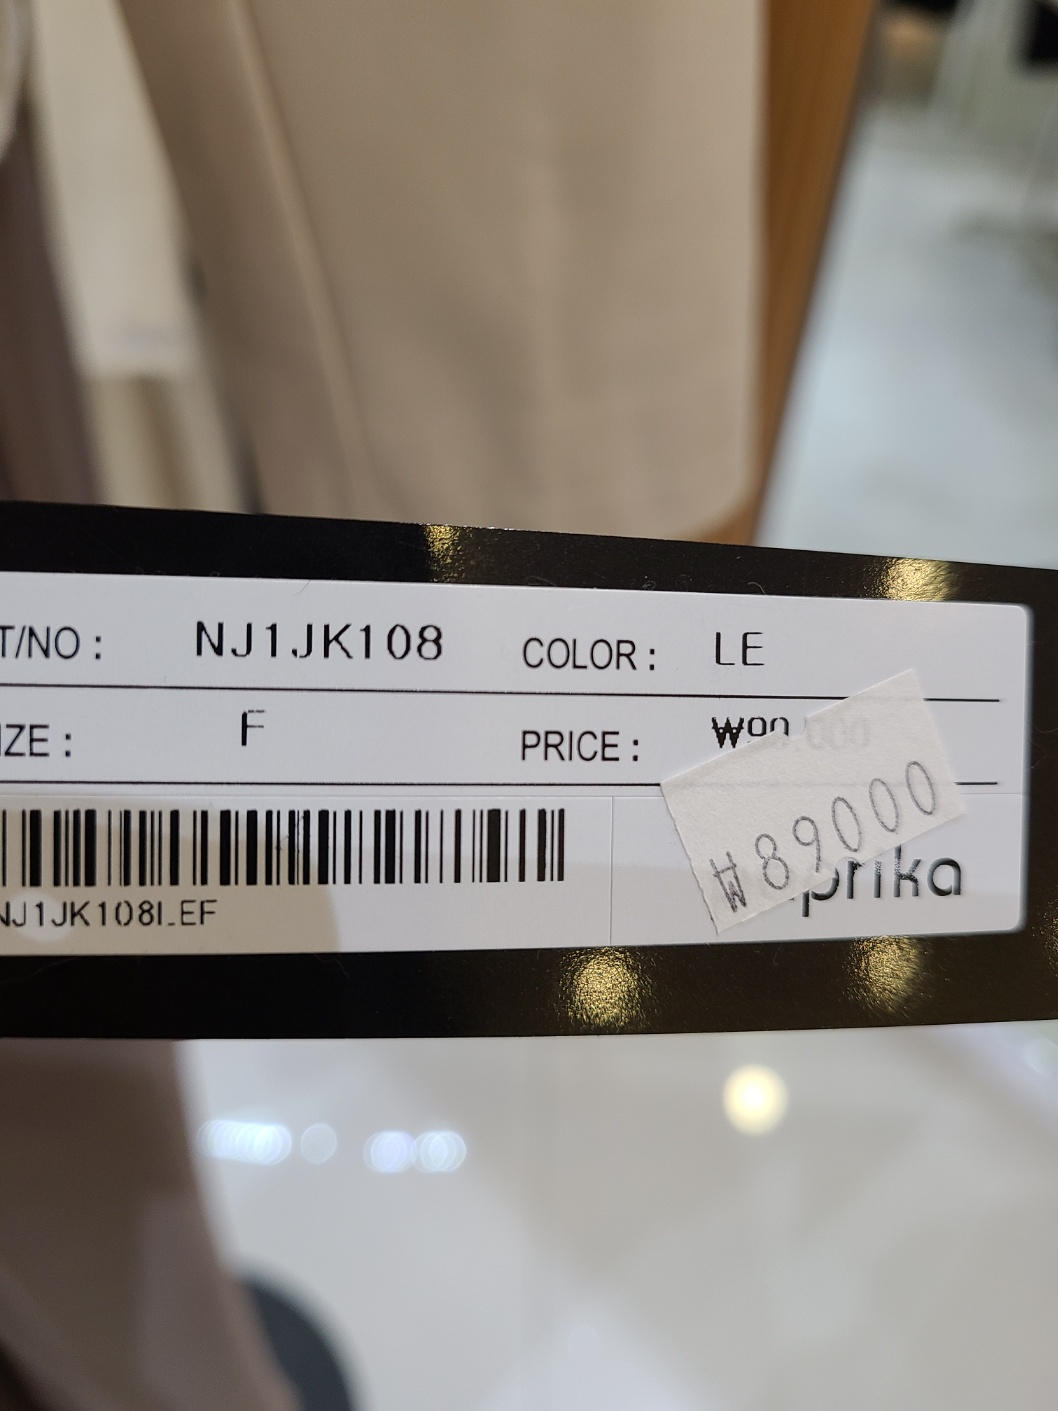 T/NO : NJ1JK108 COLOR : LE
IZE : F PRICE :
₩89000
NJ1JK108LEF
prika